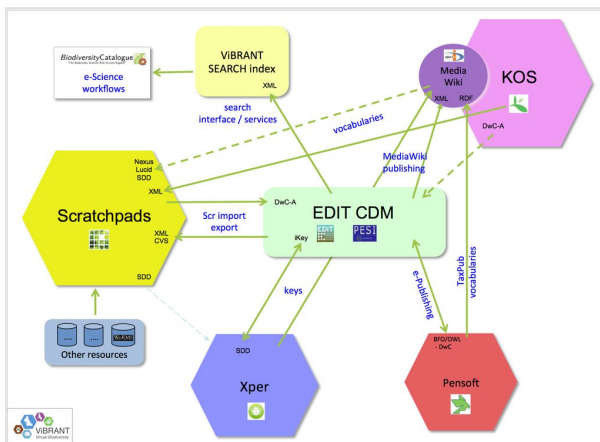 BiodiversityCatalogue
e-Science
workflows
ViBRANT
SEARCH index
XML
search
interface / services
vocabularies
Media
Wiki
XML RDF
KOS
DwC-A
MediaWiki
publishing
Nexus
Lucid
SDD
XML
Scratchpads
XML
CVS
SDD
Scr import
export
DwC-A
EDIT CDM
iKey
EDIT
PESI
keys
e-Publishing
TaxPub
vocabularies
....
....
Other resources
SDD
Xper
BFO/OWL
- DwC
Pensoft
ViBRANT
Virtual Biodiversity